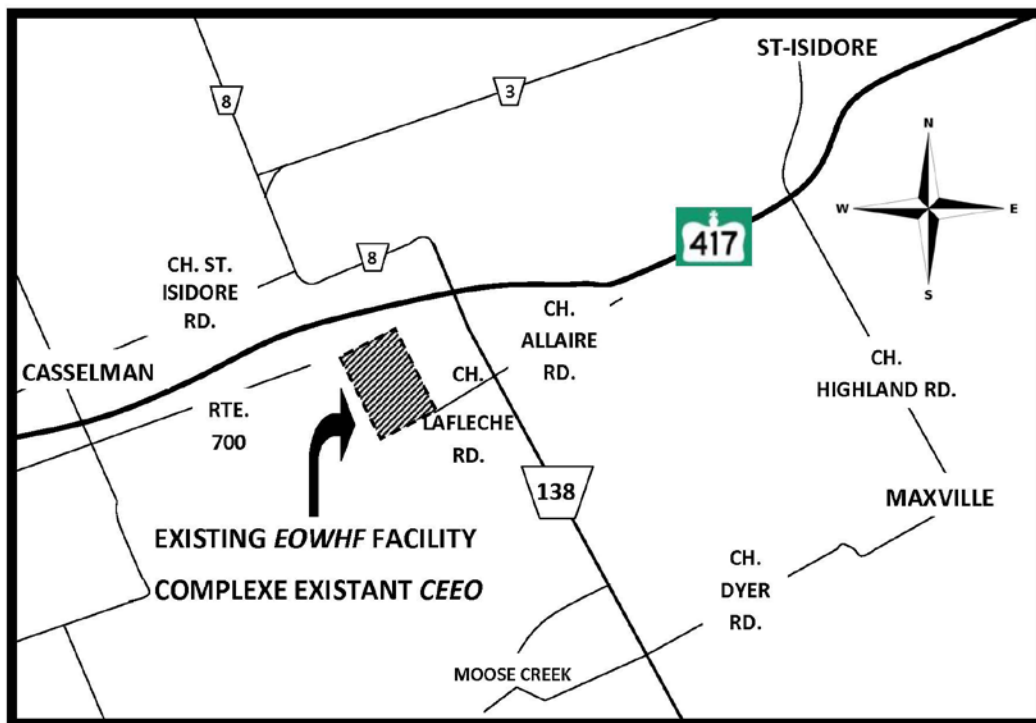 ST-ISIDORE
8
3
N
W
E
S
417
8
CH. ST.
ISIDORE
RD.
CH.
ALLAIRE
RD.
CASSELMAN
CH.
HIGHLAND RD.
RTE.
700
CH.
LAFLECHE
RD.
138
MAXVILLE
EXISTING EOWHF FACILITY
COMPLEXE EXISTANT CEEO
CH.
DYER
RD.
MOOSE CREEK